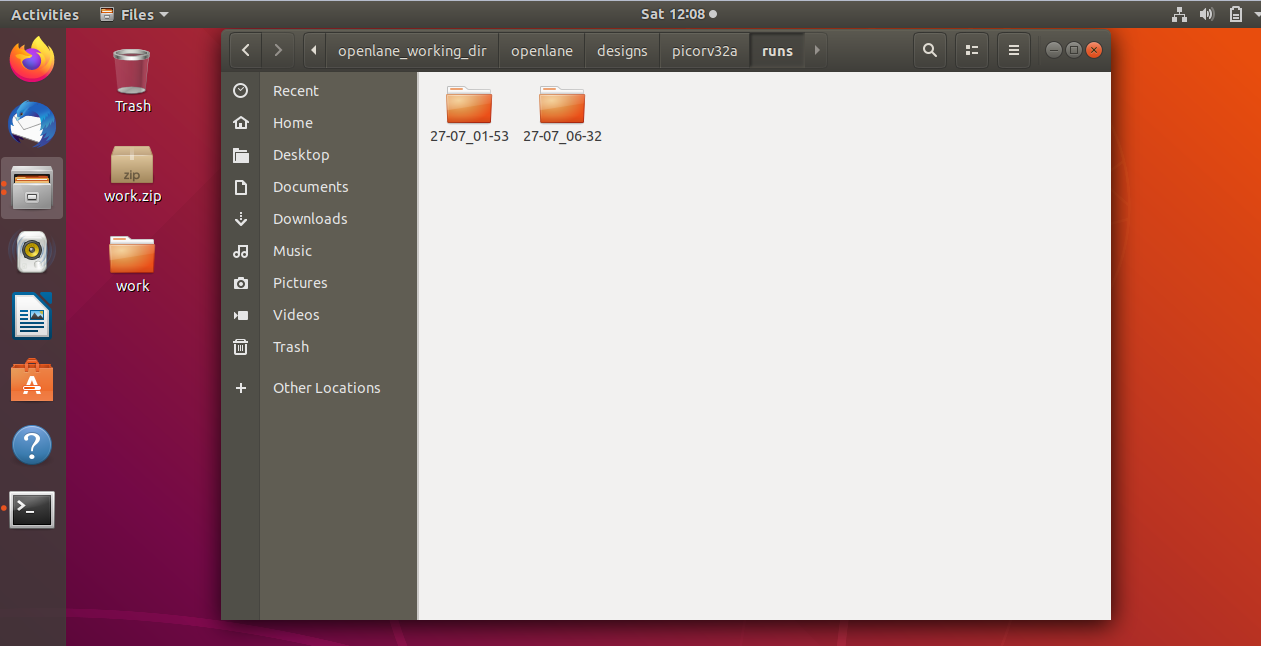 Activities Files Sat 12:08
openlane_working_dir openlane designs picorv32a runs
Trash
zip
work.zip
work
Recent
Home
Desktop
Documents
Downloads
Music
Pictures
Videos
Trash
Other Locations
27-07_01-53 27-07_06-32